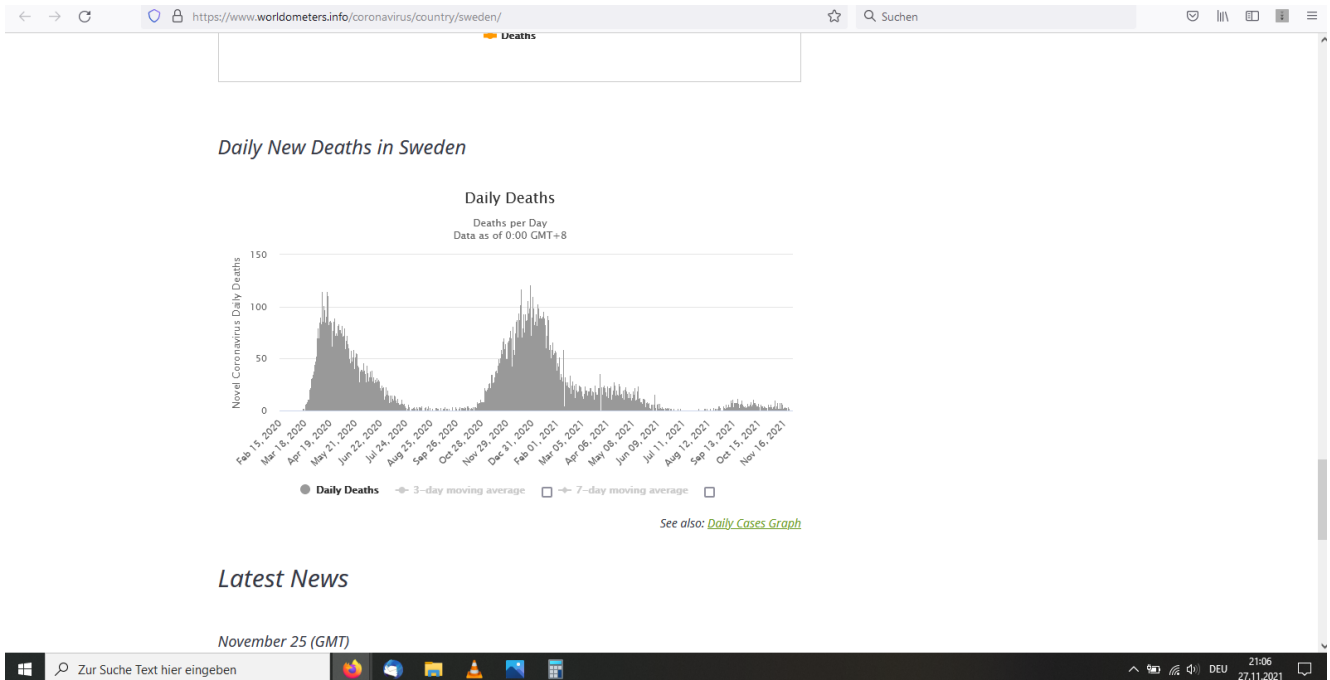 https://www.worldometers.info/coronavirus/country/sweden/
Suchen
Deaths
Daily New Deaths in Sweden
Daily Deaths
Deaths per Day
Data as of 0:00 GMT+8
Novel Coronavirus Daily Deaths
150
100
50
0
Feb 15, 2020
Mar 18, 2020
Apr 19, 2020
May 21, 2020
Jun 22, 2020
Jul 24, 2020
Aug 25, 2020
Sep 26, 2020
Oct 28, 2020
Nov 29, 2020
Dec 31, 2020
Feb 01, 2021
Mar 05, 2021
Apr 06, 2021
May 08, 2021
Jun 09, 2021
Jul 11, 2021
Aug 12, 2021
Sep 13, 2021
Oct 15, 2021
Nov 16, 2021
Daily Deaths 3-day moving average 7-day moving average
See also: Daily Cases Graph
Latest News
November 25 (GMT)
Zur Suche Text hier eingeben
DEU
21:06
27.11.2021